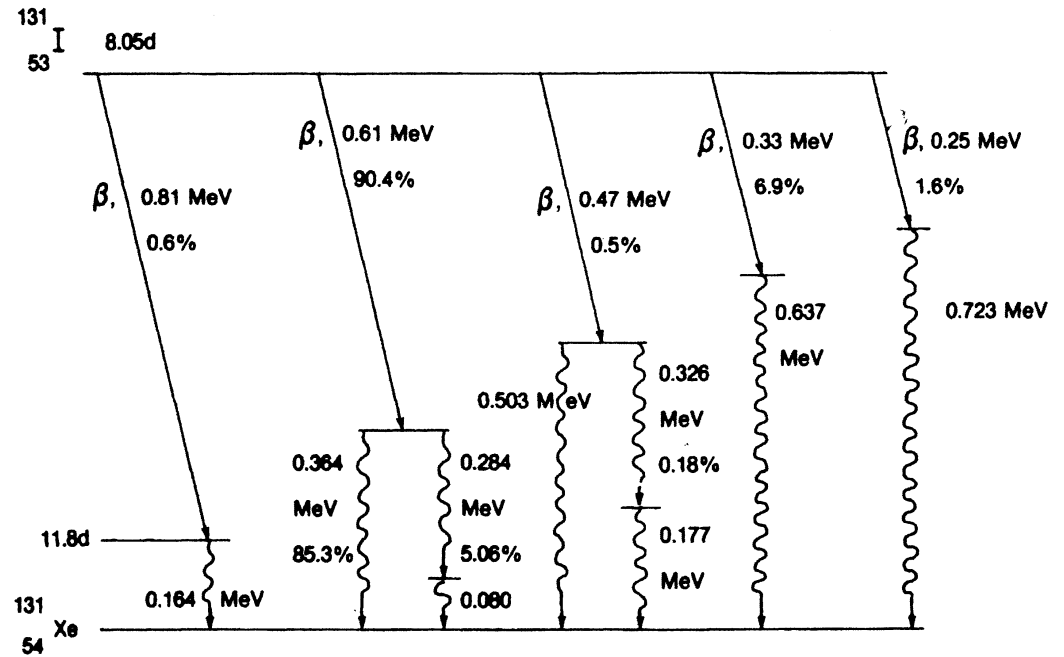 131
I
53
8.05d
β, 0.81 MeV
0.6%
β, 0.61 MeV
90.4%
β, 0.47 MeV
0.5%
β, 0.33 MeV
6.9%
β, 0.25 MeV
1.6%
0.723 MeV
0.637
MeV
0.503 MeV
0.326
MeV
0.18%
0.177
MeV
0.364
MeV
85.3%
0.284
MeV
5.06%
0.080
11.8d
0.164 MeV
131
Xe
54